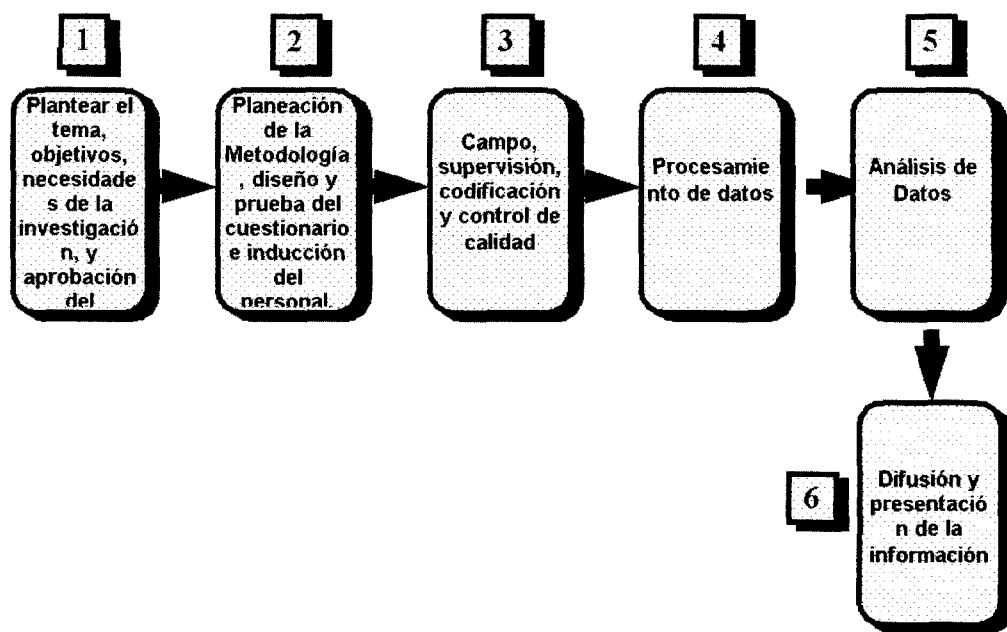 1
Plantear el
tema,
objetivos,
necesidade
s de la
investigació
n, y
aprobación
del
2
Planeación
de la
Metodología
, diseño y
prueba del
cuestionario
e inducción
del
personal.
3
Campo,
supervisión,
codificación
y control de
calidad
4
Procesamie
nto de datos
5
Análisis de
Datos
6
Difusión y
presentació
n de la
información